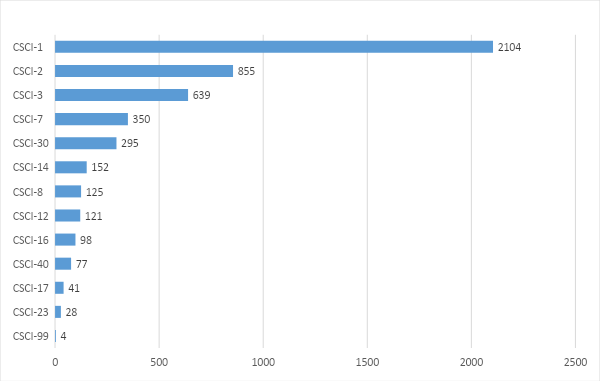 CSCI-1 2104
CSCI-2 855
CSCI-3 639
CSCI-7 350
CSCI-30 295
CSCI-14 152
CSCI-8 125
CSCI-12 121
CSCI-16 98
CSCI-40 77
CSCI-17 41
CSCI-23 28
CSCI-99 4
0 500 1000 1500 2000 2500